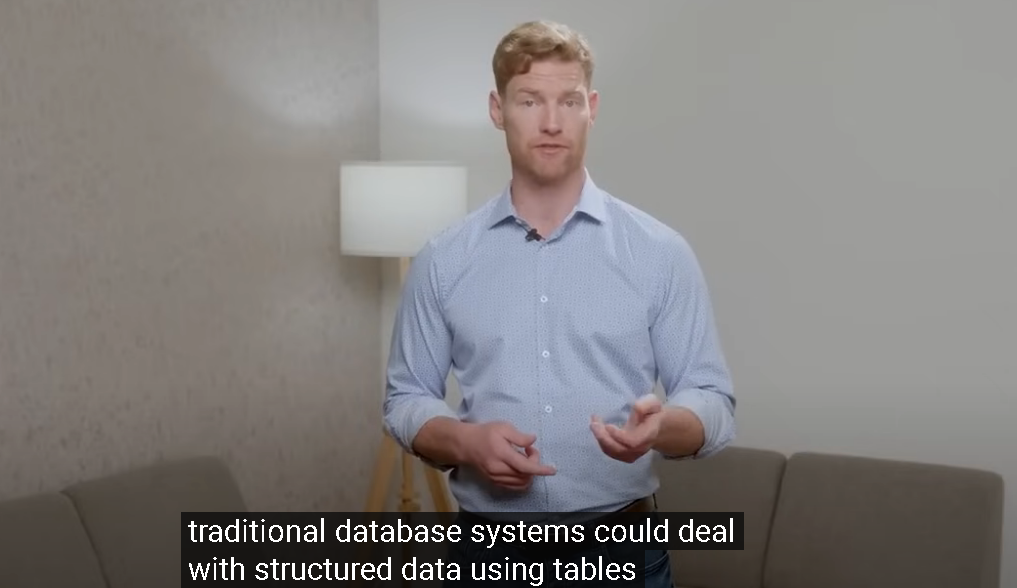 traditional database systems could deal
with structured data using tables